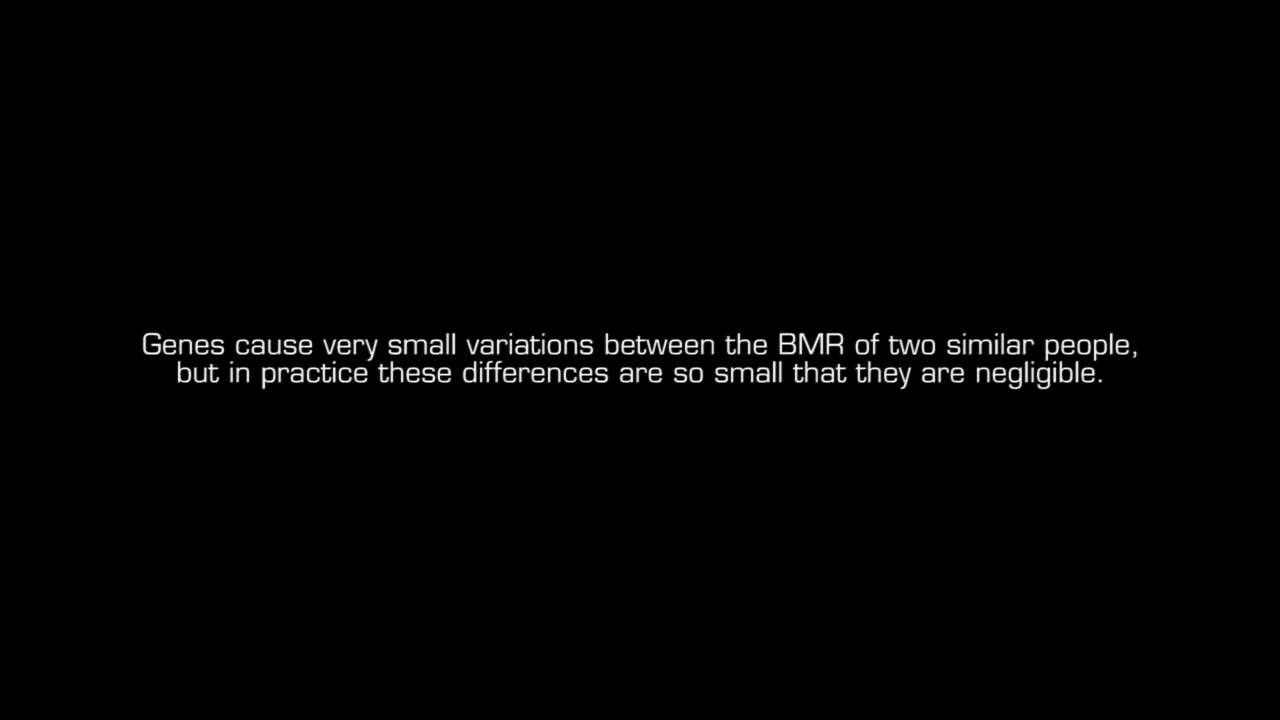 Genes cause very small variations between the BMR of two similar people,
but in practice these differences are so small that they are negligible.